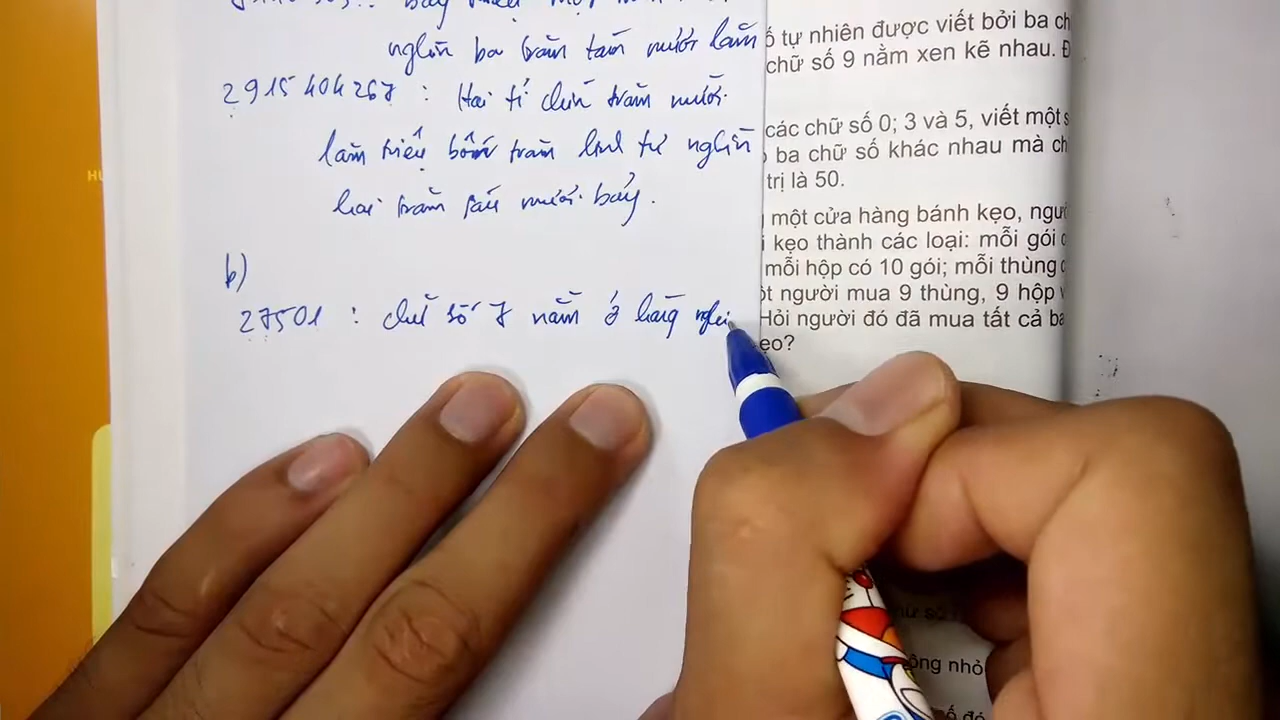 nghìn ba trăm tám mươi lăm
2915404267 : Hai tỉ chín trăm mười
lăm triệu bốn trăm linh tư nghìn
hai trăm sáu mươi bảy.
b)
27501 : chữ số 7 nằm ở hàng nghì
ố tự nhiên được viết bởi ba ch
chữ số 9 nằm xen kẽ nhau. Đ
các chữ số 0; 3 và 5, viết một s
ba chữ số khác nhau mà ch
trị là 50.
một cửa hàng bánh kẹo, ngư
kẹo thành các loại: mỗi gói c
mỗi hộp có 10 gói; mỗi thùng c
ột người mua 9 thùng, 9 hộp v
Hỏi người đó đã mua tất cả ba
ẹo?
ông nhỏ